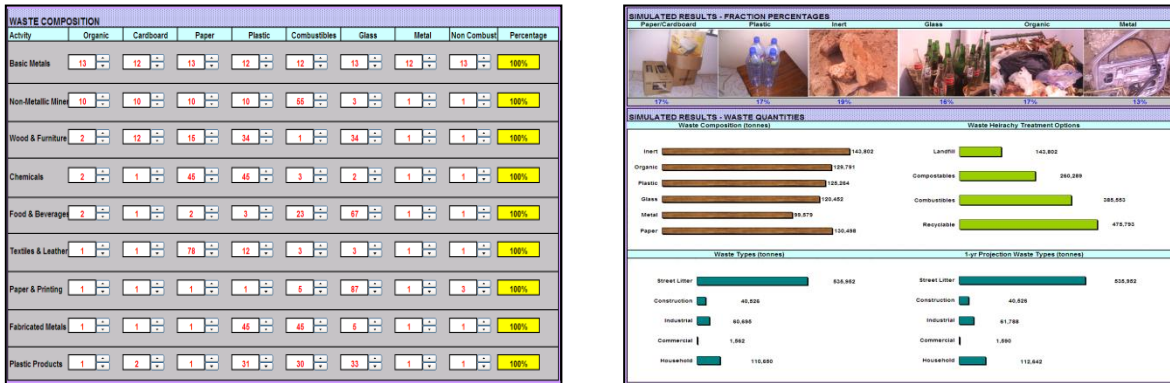 WASTE COMPOSITION
Activity Organic Cardboard Paper Plastic Combustibles Glass Metal Non Combust Percentage
Basic Metals 13 12 13 12 12 13 12 13 100%
Non-Metallic Miner 10 10 10 10 55 3 1 1 100%
Wood & Furniture 2 12 15 34 1 34 1 1 100%
Chemicals 2 1 45 45 3 2 1 1 100%
Food & Beverages 2 1 2 3 23 67 1 1 100%
Textiles & Leather 1 1 78 12 3 3 1 1 100%
Paper & Printing 1 1 1 1 5 87 1 3 100%
Fabricated Metals 1 1 1 45 45 5 1 1 100%
Plastic Products 1 2 1 31 30 33 1 1 100%
SIMULATED RESULTS - FRACTION PERCENTAGES
Paper/Cardboard Plastic Inert Glass Organic Metal
17% 17% 19% 16% 17% 13%
SIMULATED RESULTS - WASTE QUANTITIES
Waste Composition (tonnes)
Inert 143,802
Organic 129,791
Plastic 125,264
Glass 120,452
Metal 99,579
Paper 130,498
Waste Heirachy Treatment Options
Landfill 143,802
Compostables 260,289
Combustibles 385,553
Recyclable 475,793
Waste Types (tonnes)
Street Litter 535,952
Construction 40,526
Industrial 60,695
Commercial 1,562
Household 110,650
1-yr Projection Waste Types (tonnes)
Street Litter 535,952
Construction 40,526
Industrial 61,788
Commercial 1,590
Household 112,642